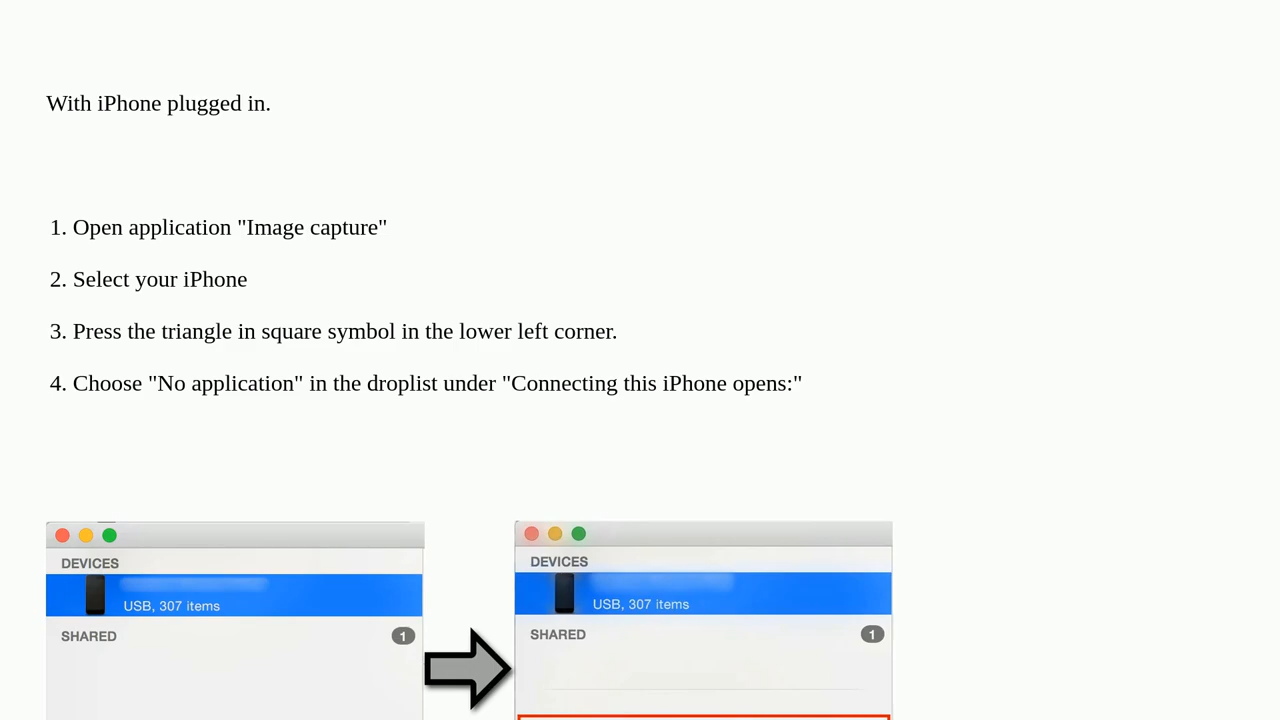 With iPhone plugged in.
1. Open application "Image capture"
2. Select your iPhone
3. Press the triangle in square symbol in the lower left corner.
4. Choose "No application" in the droplist under "Connecting this iPhone opens:"
DEVICES
USB, 307 items
SHARED
1
DEVICES
USB, 307 items
SHARED
1